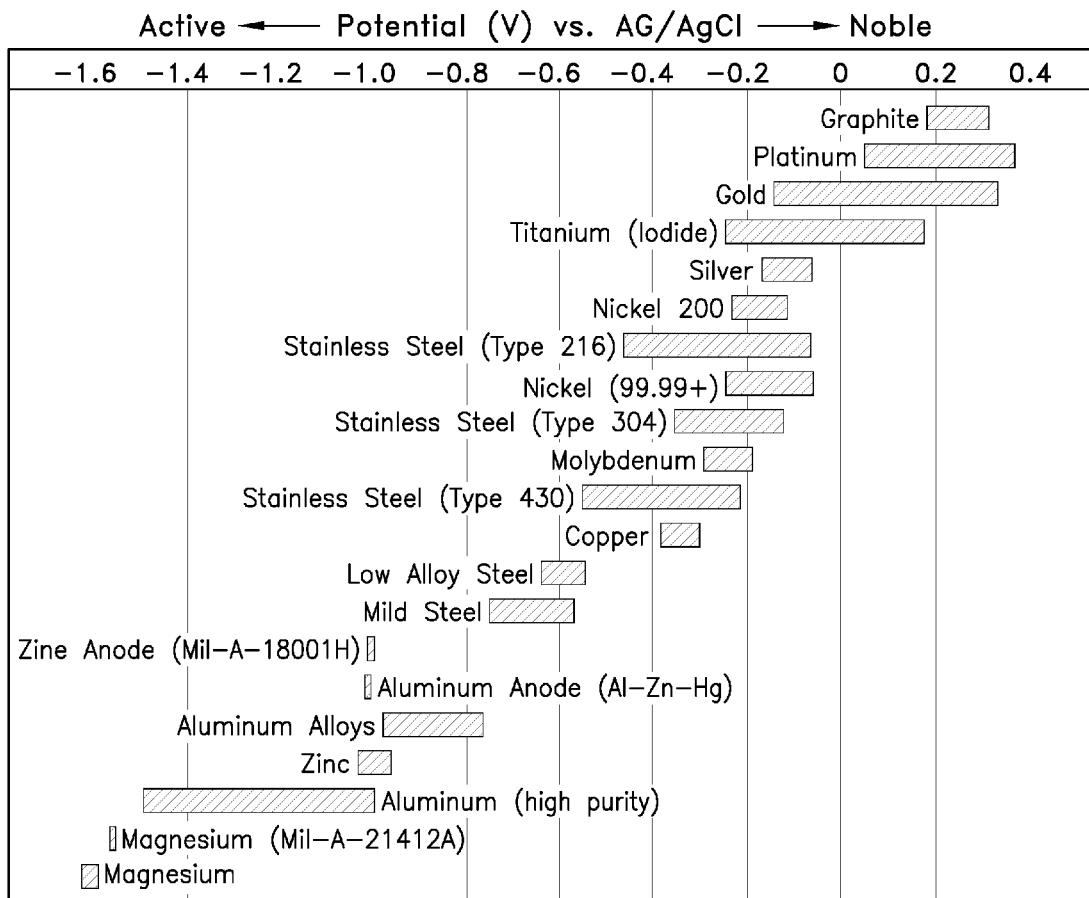 Active Potential (V) vs. AG/AgCl Noble
-1.6 -1.4 -1.2 -1.0 -0.8 -0.6 -0.4 -0.2 0 0.2 0.4
Graphite
Platinum
Gold
Titanium (Iodide)
Silver
Nickel 200
Stainless Steel (Type 216)
Nickel (99.99+)
Stainless Steel (Type 304)
Molybdenum
Stainless Steel (Type 430)
Copper
Low Alloy Steel
Mild Steel
Zine Anode (Mil-A-18001H)
Aluminum Anode (Al-Zn-Hg)
Aluminum Alloys
Zinc
Aluminum (high purity)
Magnesium (Mil-A-21412A)
Magnesium